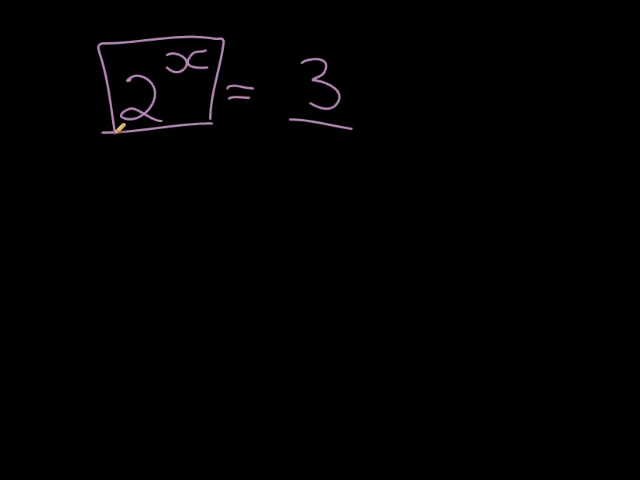 2^x = 3